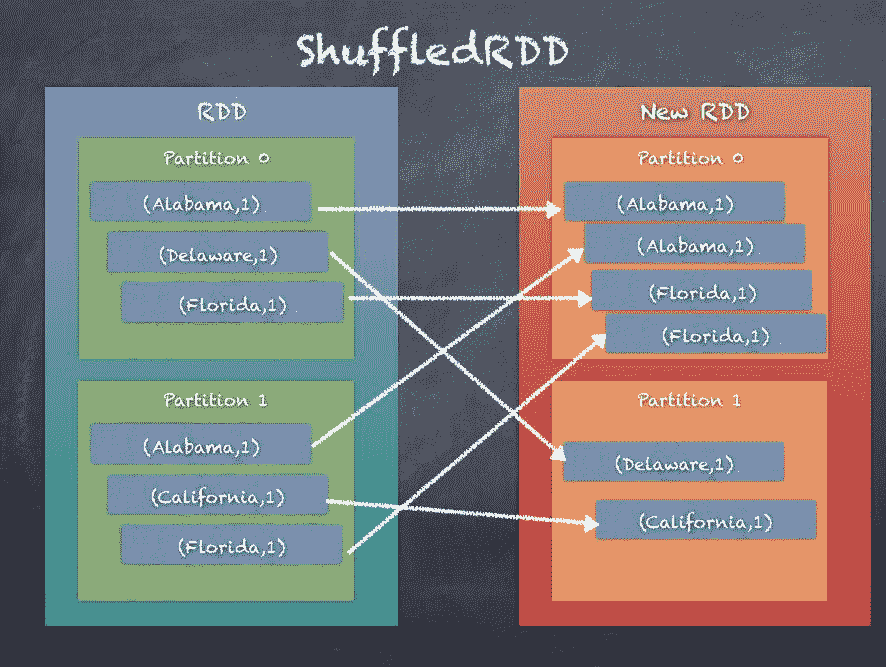 ShuffledRDD
RDD
Partition 0
(Alabama,1)
(Delaware,1)
(Florida,1)
Partition 1
(Alabama,1)
(California,1)
(Florida,1)
New RDD
Partition 0
(Alabama,1)
(Alabama,1)
(Florida,1)
(Florida,1)
Partition 1
(Delaware,1)
(California,1)